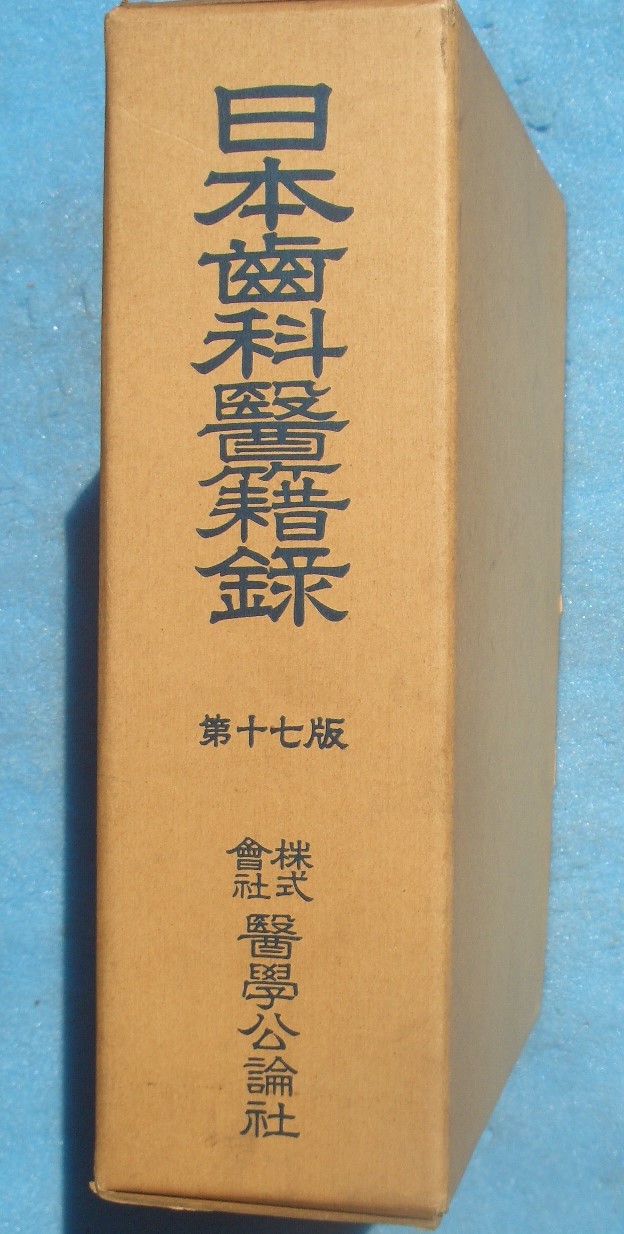 日本齒科醫籍錄
第十七版
株式會社
醫學公論社